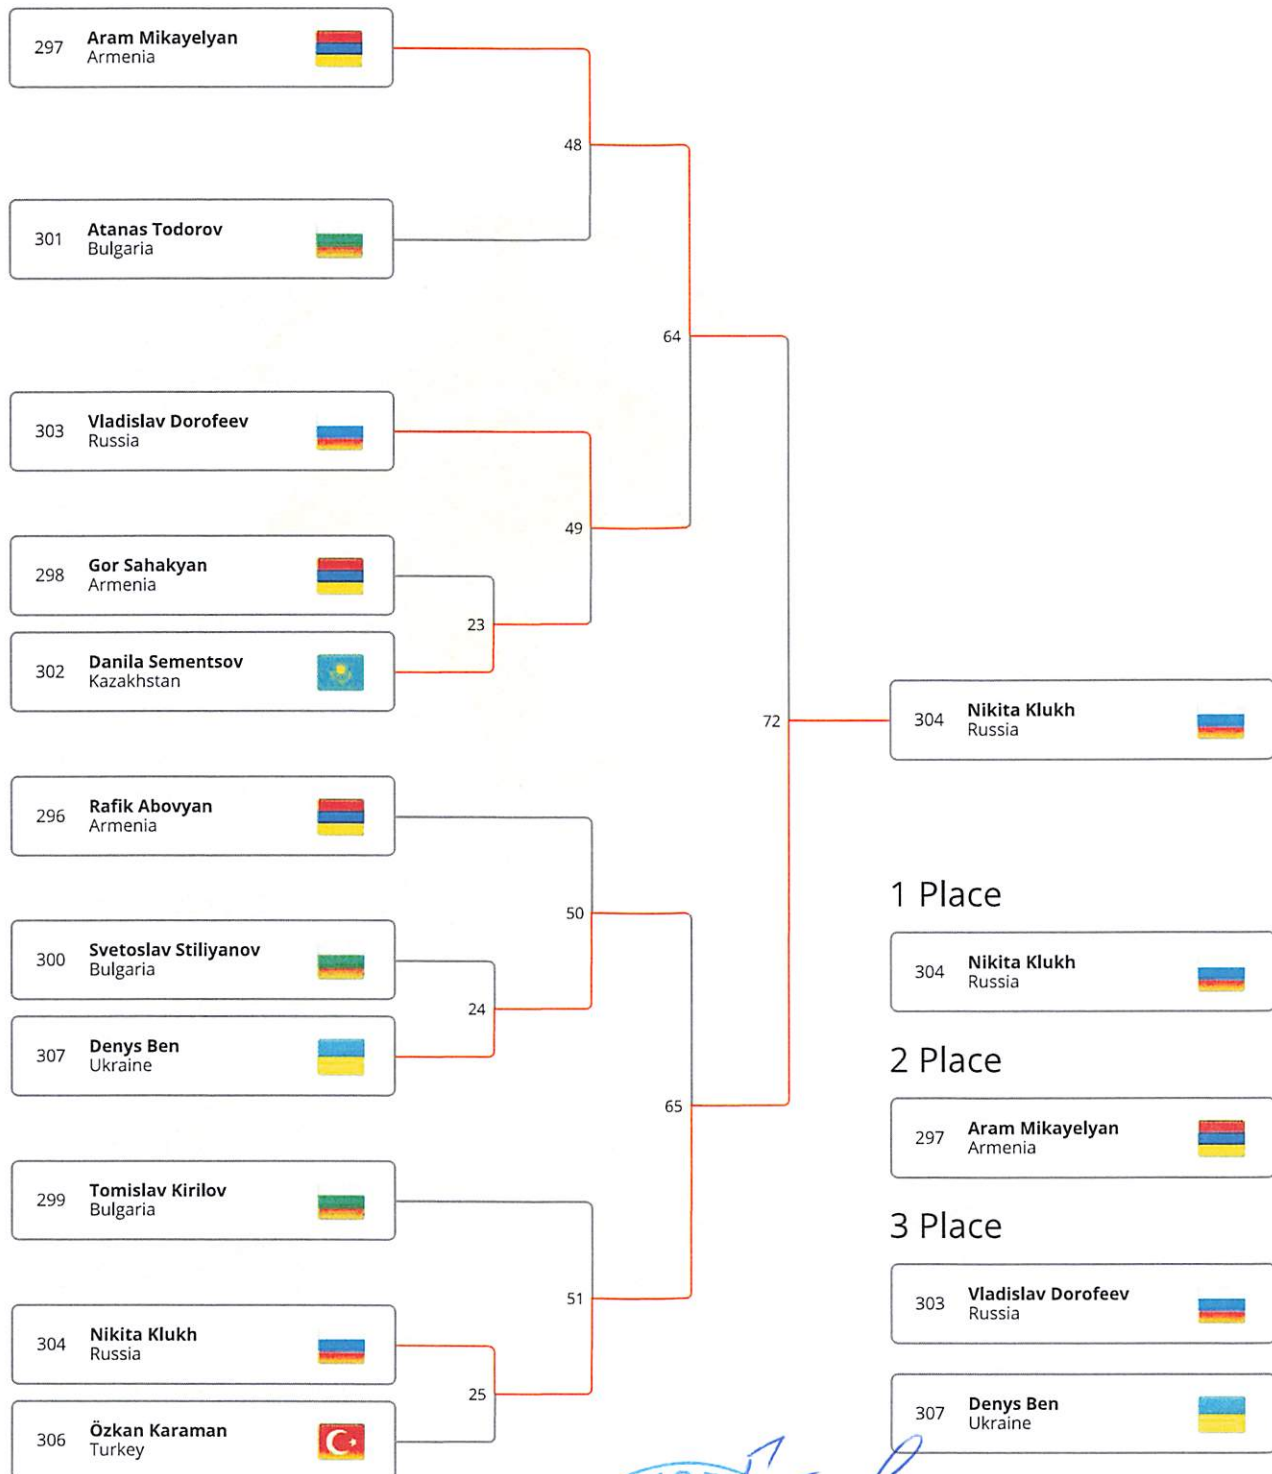 297
Aram Mikayelyan
Armenia
301
Atanas Todorov
Bulgaria
303
Vladislav Dorofeev
Russia
298
Gor Sahakyan
Armenia
302
Danila Sementsov
Kazakhstan
296
Rafik Abovyan
Armenia
300
Svetoslav Stiliyanov
Bulgaria
307
Denys Ben
Ukraine
299
Tomislav Kirilov
Bulgaria
304
Nikita Klukh
Russia
306
Özkan Karaman
Turkey
23
24
25
48
49
50
51
64
65
72
304
Nikita Klukh
Russia
1 Place
304
Nikita Klukh
Russia
2 Place
297
Aram Mikayelyan
Armenia
3 Place
303
Vladislav Dorofeev
Russia
307
Denys Ben
Ukraine